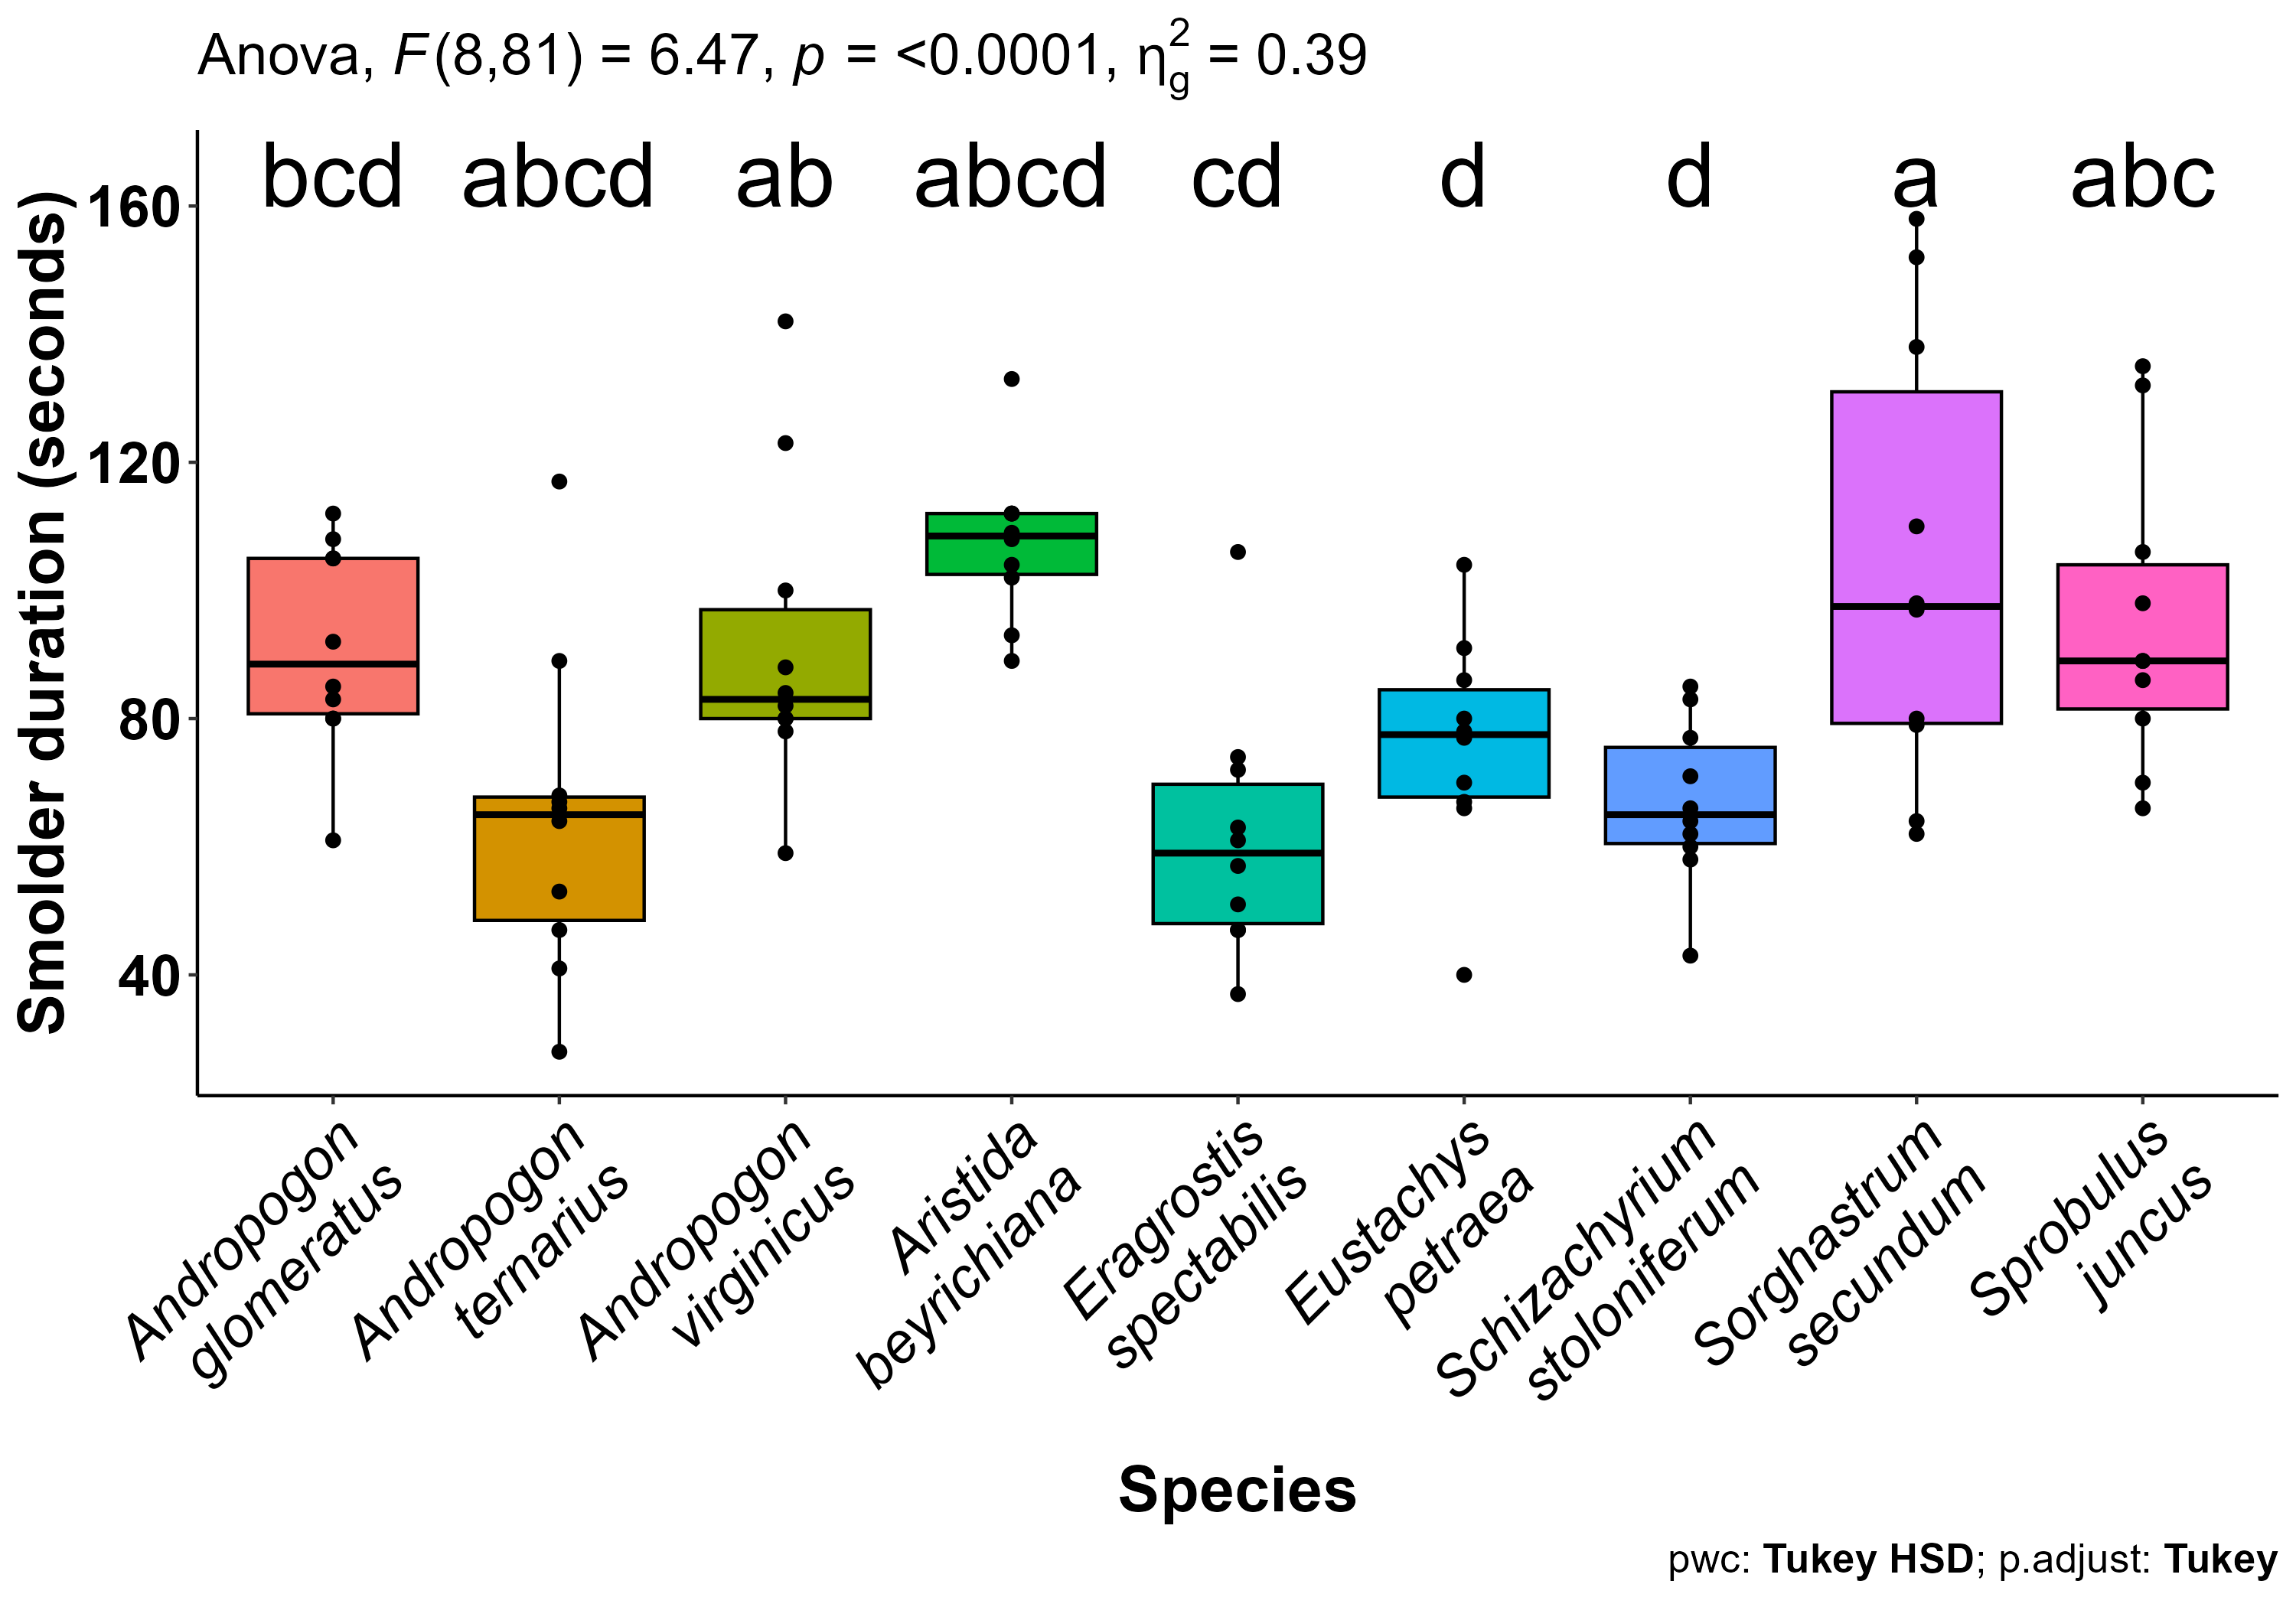 Anova, F(8,81) = 6.47, p = <0.0001, η²g = 0.39
bcd abcd ab abcd cd d d a abc
Smolder duration (seconds)
160
120
80
40
Andropogon
glomeratus
Andropogon
ternarius
Andropogon
virginicus
Aristida
beyrichiana
Eragrostis
spectabilis
Eustachys
petraea
Schizachyrium
stoloniferum
Sorghastrum
secundum
Sprobulus
juncus
Species
pwc: Tukey HSD; p.adjust: Tukey